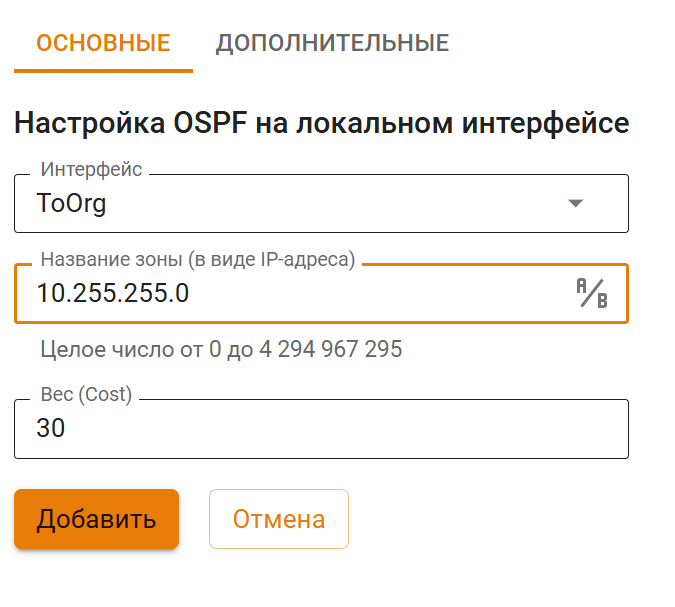 ОСНОВНЫЕ ДОПОЛНИТЕЛЬНЫЕ
Настройка OSPF на локальном интерфейсе
Интерфейс
ToOrg
Название зоны (в виде IP-адреса)
10.255.255.0
A/B
Целое число от 0 до 4 294 967 295
Вес (Cost)
30
Добавить Отмена